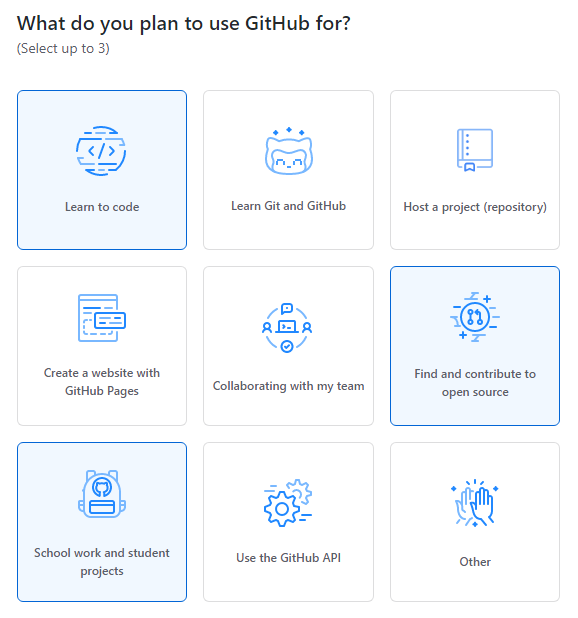 What do you plan to use GitHub for?
(Select up to 3)
Learn to code
Learn Git and GitHub
Host a project (repository)
Create a website with
GitHub Pages
Collaborating with my team
Find and contribute to
open source
School work and student
projects
Use the GitHub API
Other